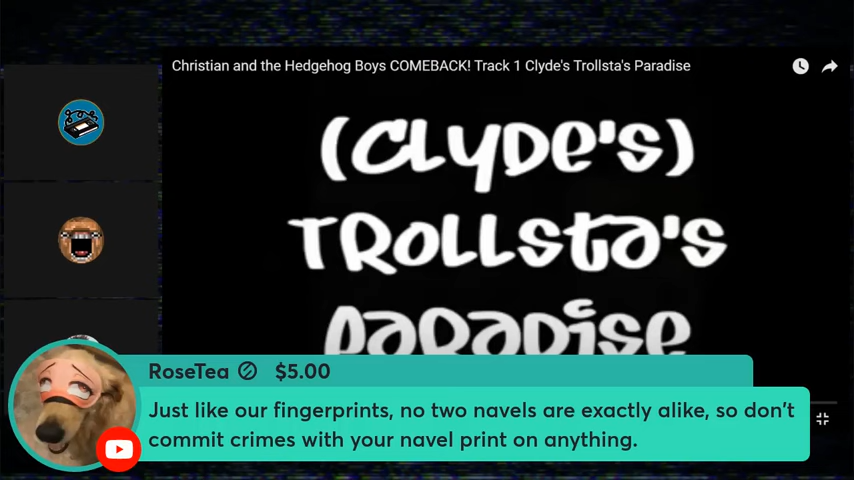 Christian and the Hedgehog Boys COMEBACK! Track 1 Clyde's Trollsta's Paradise
(Clyde's)
Trollsta's
Paradise
RoseTea $5.00
Just like our fingerprints, no two navels are exactly alike, so don't
commit crimes with your navel print on anything.